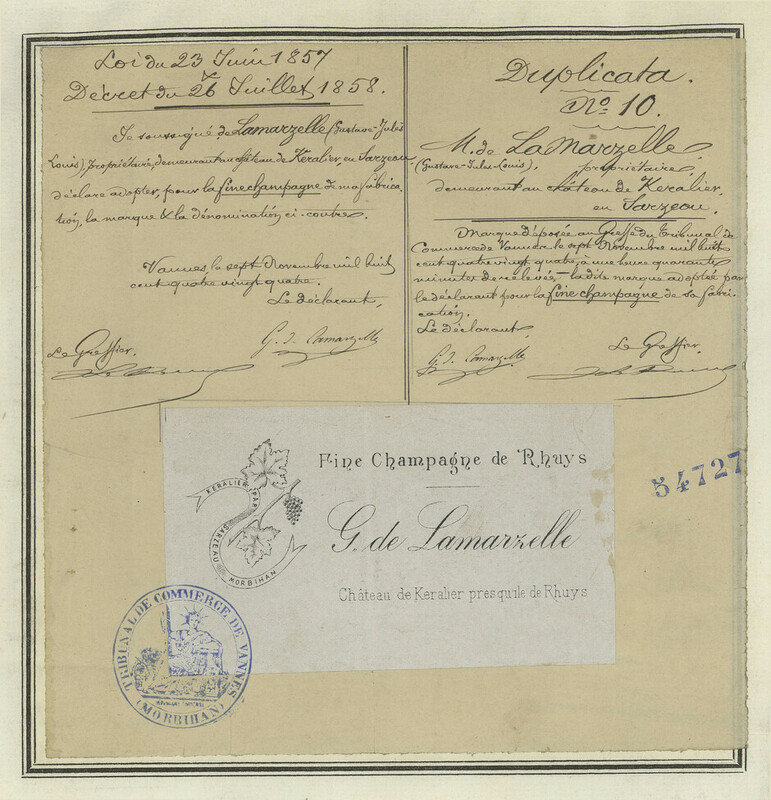 Loi du 23 Juin 1857
Décret du 26 Juillet 1858.
Je soussigné de Lamarzelle (Gustave-Jules
Louis), propriétaire, demeurant au château de Keralier, en Sarzeau
déclare adopter, pour la fine champagne de ma fabrica-
tion, la marque & la dénomination ci-contre.
Vannes, le sept Novembre mil huit
cent quatre vingt quatre.
Le déclarant,
Le Greffier.
G. d. Lamarzelle
Duplicata.
No 10.
M. de LaMarzelle,
(Gustave-Jules-Louis), propriétaire,
demeurant au château de Keralier,
en Sarzeau.
Marque déposée au Greffe du Tribunal de
Commerce de Vannes le sept Novembre mil huit
cent quatre vingt quatre, à une heure quarante
minutes de relevée, la dite marque adoptée par
le déclarant pour la fine champagne de sa fabri-
cation.
Le déclarant
Le Greffier.
G. d. Lamarzelle
54727
Fine Champagne de Rhuys
G. de Lamarzelle
Château de Keralier presquile de Rhuys
KERALIER PAR SARZEAU MORBIHAN
TRIBUNAL DE COMMERCE DE VANNES
(MORBIHAN)